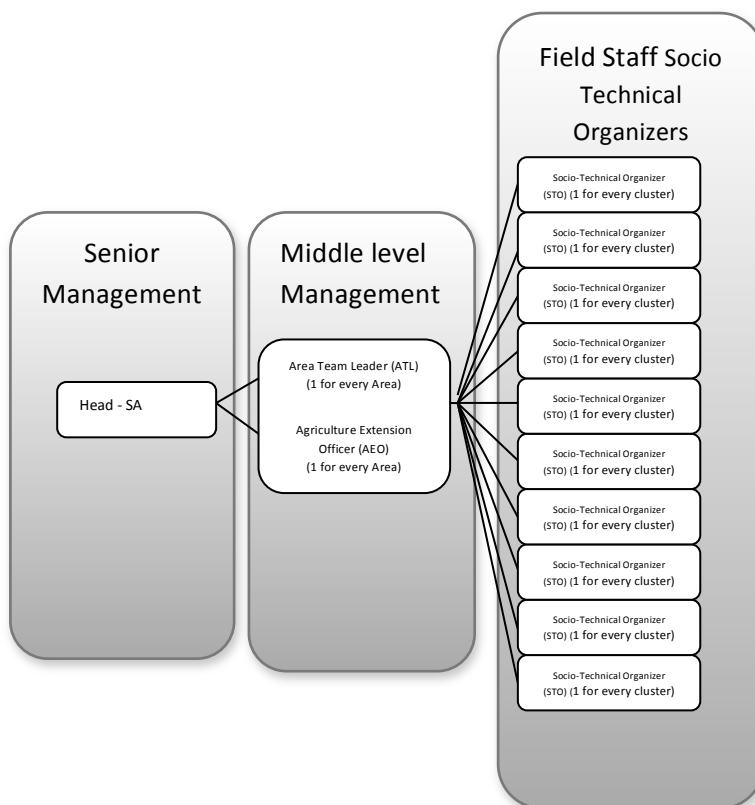 Senior
Management
Head - SA
Middle level
Management
Area Team Leader (ATL)
(1 for every Area)
Agriculture Extension
Officer (AEO)
(1 for every Area)
Field Staff Socio
Technical
Organizers
Socio-Technical Organizer
(STO) (1 for every cluster)
Socio-Technical Organizer
(STO) (1 for every cluster)
Socio-Technical Organizer
(STO) (1 for every cluster)
Socio-Technical Organizer
(STO) (1 for every cluster)
Socio-Technical Organizer
(STO) (1 for every cluster)
Socio-Technical Organizer
(STO) (1 for every cluster)
Socio-Technical Organizer
(STO) (1 for every cluster)
Socio-Technical Organizer
(STO) (1 for every cluster)
Socio-Technical Organizer
(STO) (1 for every cluster)
Socio-Technical Organizer
(STO) (1 for every cluster)